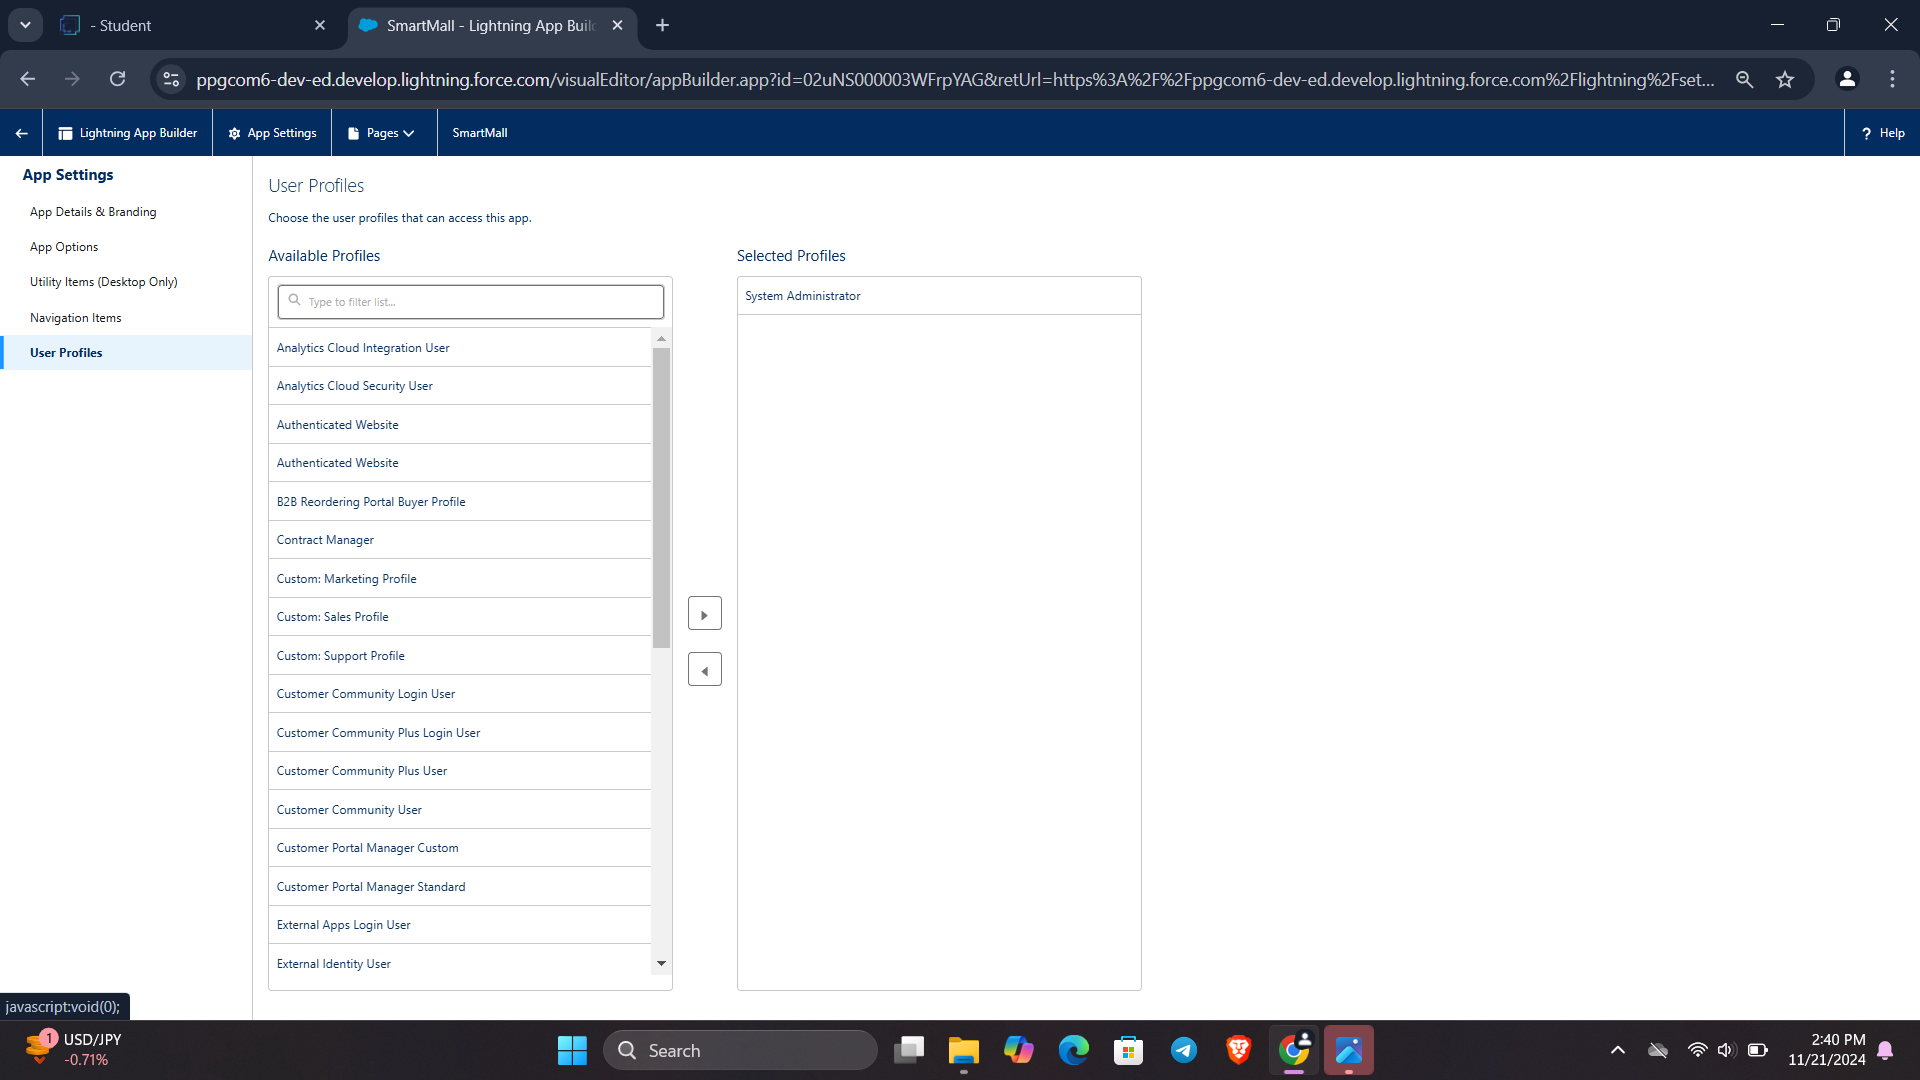 - Student
SmartMall - Lightning App Buil
ppgcom6-dev-ed.develop.lightning.force.com/visualEditor/appBuilder.app?id=02uNS000003WFrpYAG&retUrl=https%3A%2F%2Fppgcom6-dev-ed.develop.lightning.force.com%2Flightning%2Fset...
Lightning App Builder
App Settings
Pages
SmartMall
? Help
App Settings
App Details & Branding
App Options
Utility Items (Desktop Only)
Navigation Items
User Profiles
User Profiles
Choose the user profiles that can access this app.
Available Profiles
Type to filter list...
Analytics Cloud Integration User
Analytics Cloud Security User
Authenticated Website
Authenticated Website
B2B Reordering Portal Buyer Profile
Contract Manager
Custom: Marketing Profile
Custom: Sales Profile
Custom: Support Profile
Customer Community Login User
Customer Community Plus Login User
Customer Community Plus User
Customer Community User
Customer Portal Manager Custom
Customer Portal Manager Standard
External Apps Login User
External Identity User
Selected Profiles
System Administrator
javascript:void(0);
1
USD/JPY
-0.71%
Search
2:40 PM
11/21/2024